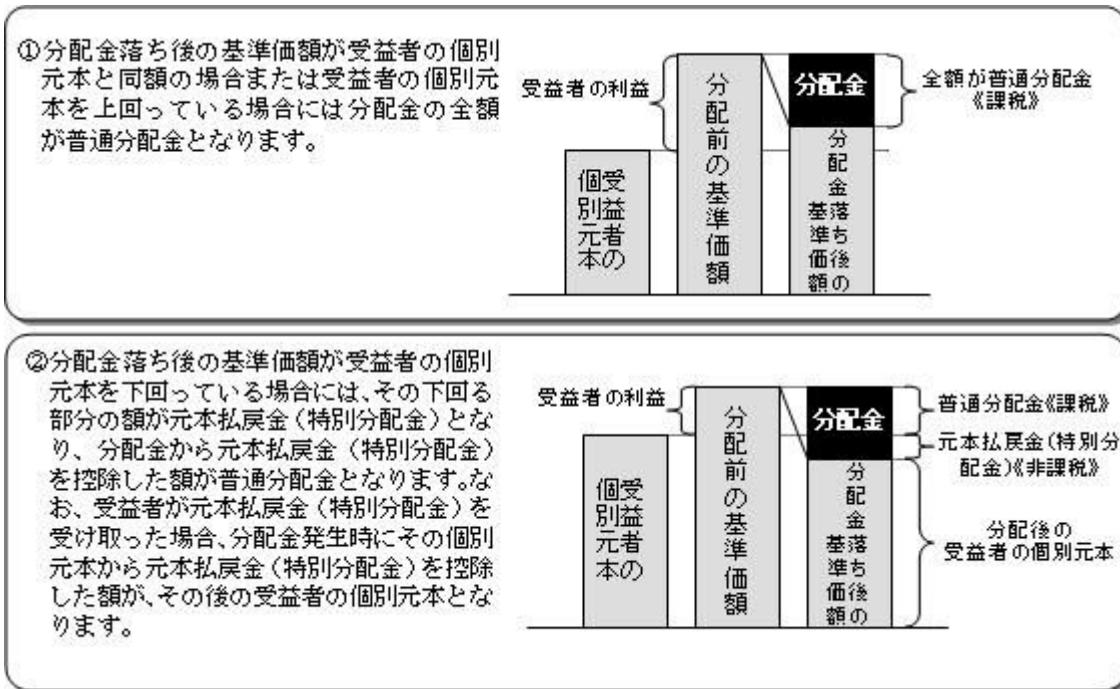 ①分配金落ち後の基準価額が受益者の個別
元本と同額の場合または受益者の個別元
本を上回っている場合には分配金の全額
が普通分配金となります。
受益者の利益
受益者の
個別元本
分配前の基準価額
分配金
分配金落ち後の
基準価額
全額が普通分配金
《課税》
②分配金落ち後の基準価額が受益者の個別
元本を下回っている場合には、その下回る
部分の額が元本払戻金(特別分配金)とな
り、分配金から元本払戻金(特別分配金)
を控除した額が普通分配金となります。な
お、受益者が元本払戻金(特別分配金)を
受け取った場合、分配金発生時にその個別
元本から元本払戻金(特別分配金)を控除
した額が、その後の受益者の個別元本とな
ります。
受益者の利益
受益者の
個別元本
分配前の基準価額
分配金
分配金落ち後の
基準価額
普通分配金《課税》
元本払戻金(特別分
配金)《非課税》
分配後の
受益者の個別元本